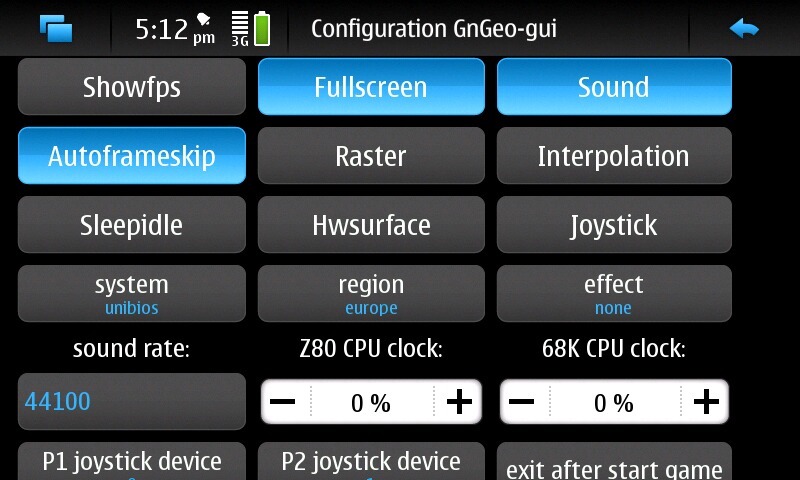 5:12 pm 3G Configuration GnGeo-gui
Showfps Fullscreen Sound
Autoframeskip Raster Interpolation
Sleepidle Hwsurface Joystick
system region effect
unibios europe none
sound rate: Z80 CPU clock: 68K CPU clock:
44100 − 0 % + − 0 % +
P1 joystick device P2 joystick device exit after start game